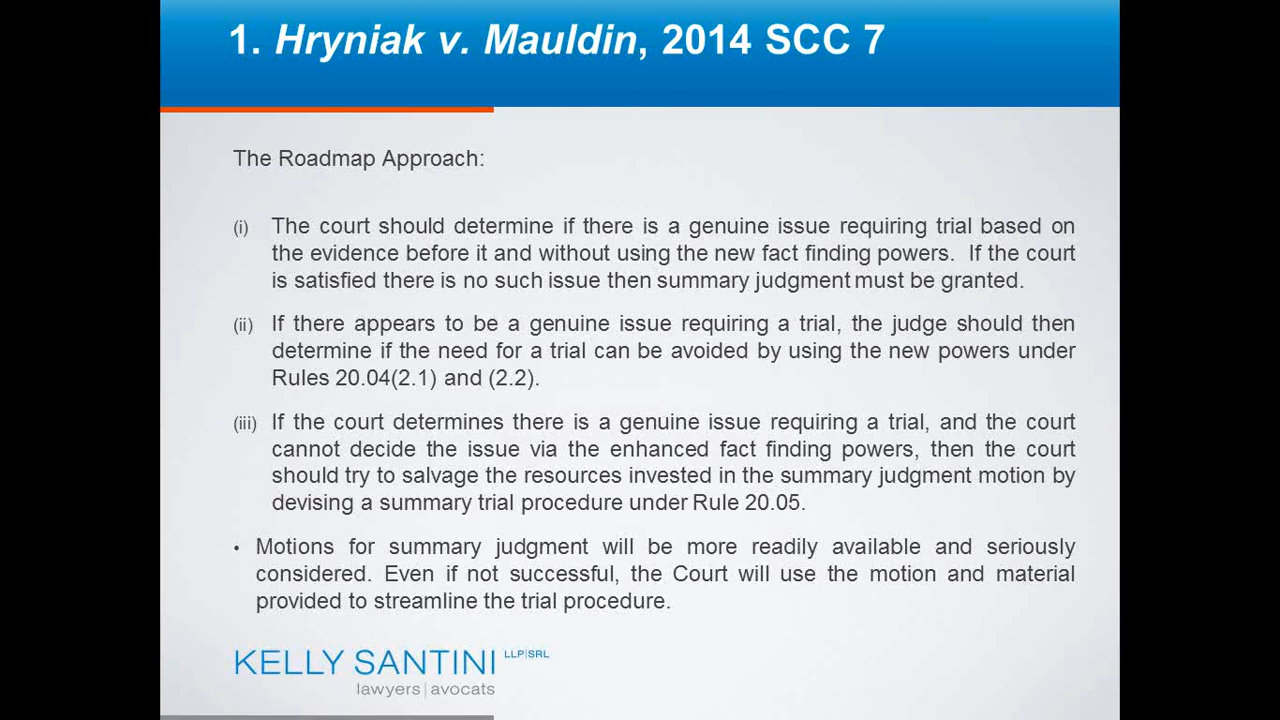 1. Hryniak v. Mauldin, 2014 SCC 7
The Roadmap Approach:
(i) The court should determine if there is a genuine issue requiring trial based on
the evidence before it and without using the new fact finding powers. If the court
is satisfied there is no such issue then summary judgment must be granted.
(ii) If there appears to be a genuine issue requiring a trial, the judge should then
determine if the need for a trial can be avoided by using the new powers under
Rules 20.04(2.1) and (2.2).
(iii) If the court determines there is a genuine issue requiring a trial, and the court
cannot decide the issue via the enhanced fact finding powers, then the court
should try to salvage the resources invested in the summary judgment motion by
devising a summary trial procedure under Rule 20.05.
• Motions for summary judgment will be more readily available and seriously
considered. Even if not successful, the Court will use the motion and material
provided to streamline the trial procedure.
KELLY SANTINI LLP|SRL
lawyers|avocats